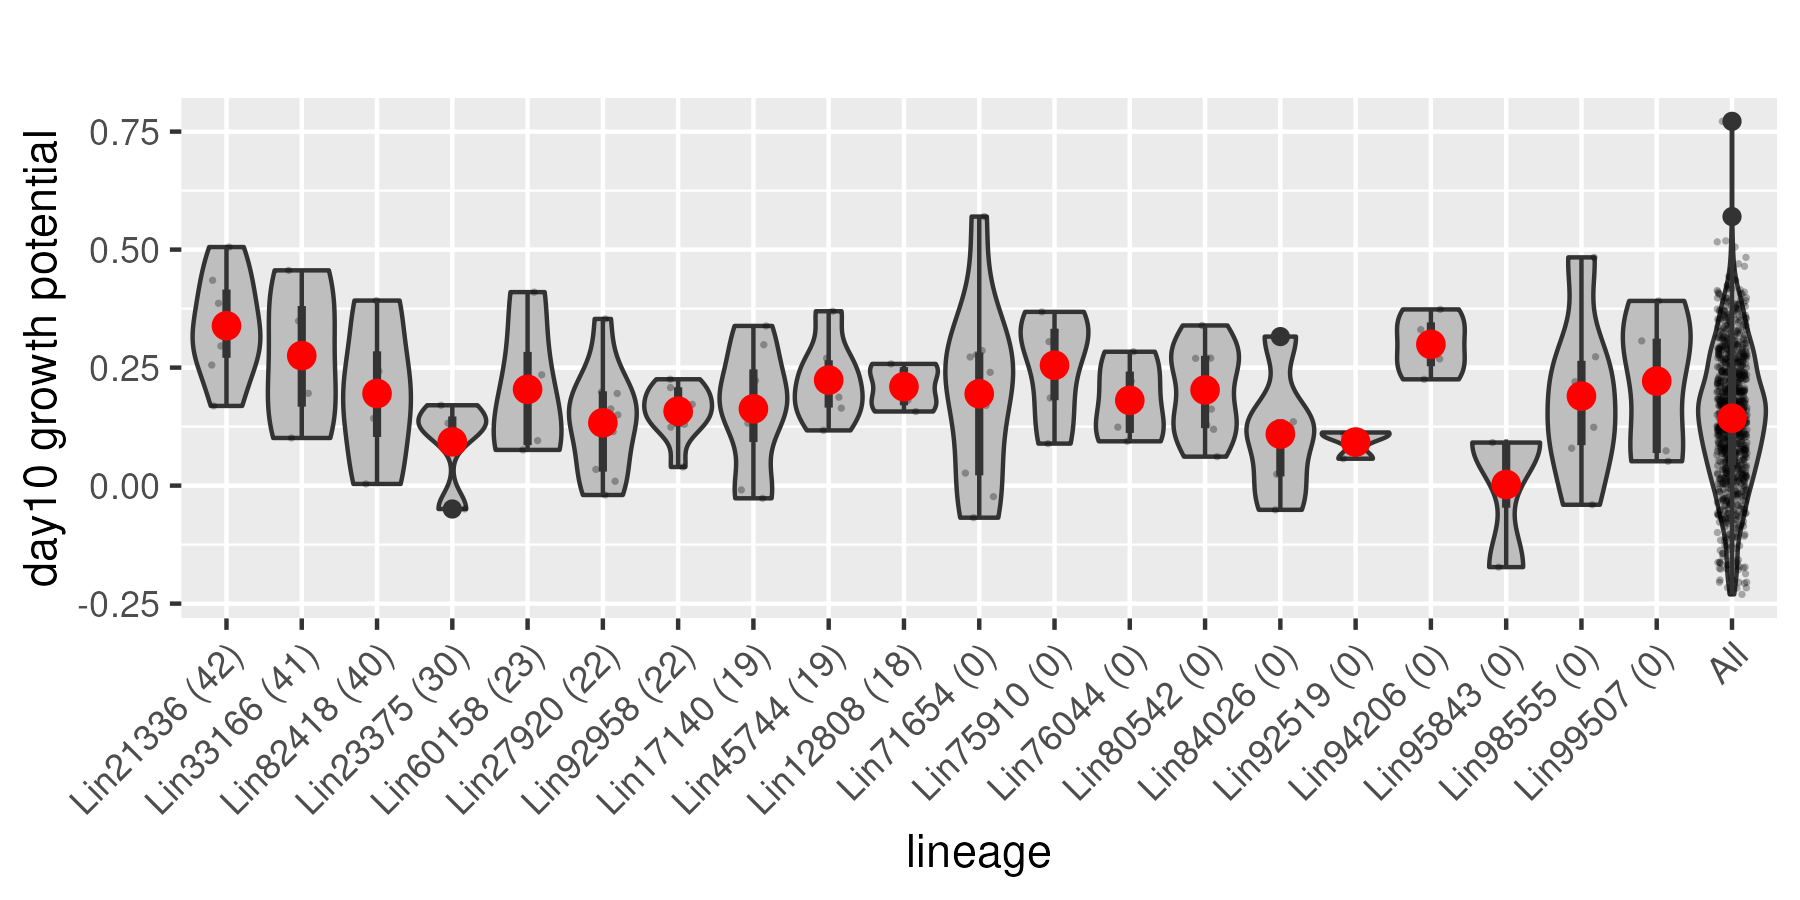 day10 growth potential
0.75
0.50
0.25
0.00
-0.25
Lin21336 (42)
Lin33166 (41)
Lin82418 (40)
Lin23375 (30)
Lin60158 (23)
Lin27920 (22)
Lin92958 (22)
Lin17140 (19)
Lin45744 (19)
Lin12808 (18)
Lin71654 (0)
Lin75910 (0)
Lin76044 (0)
Lin80542 (0)
Lin84026 (0)
Lin92519 (0)
Lin94206 (0)
Lin95843 (0)
Lin98555 (0)
Lin99507 (0)
All
lineage